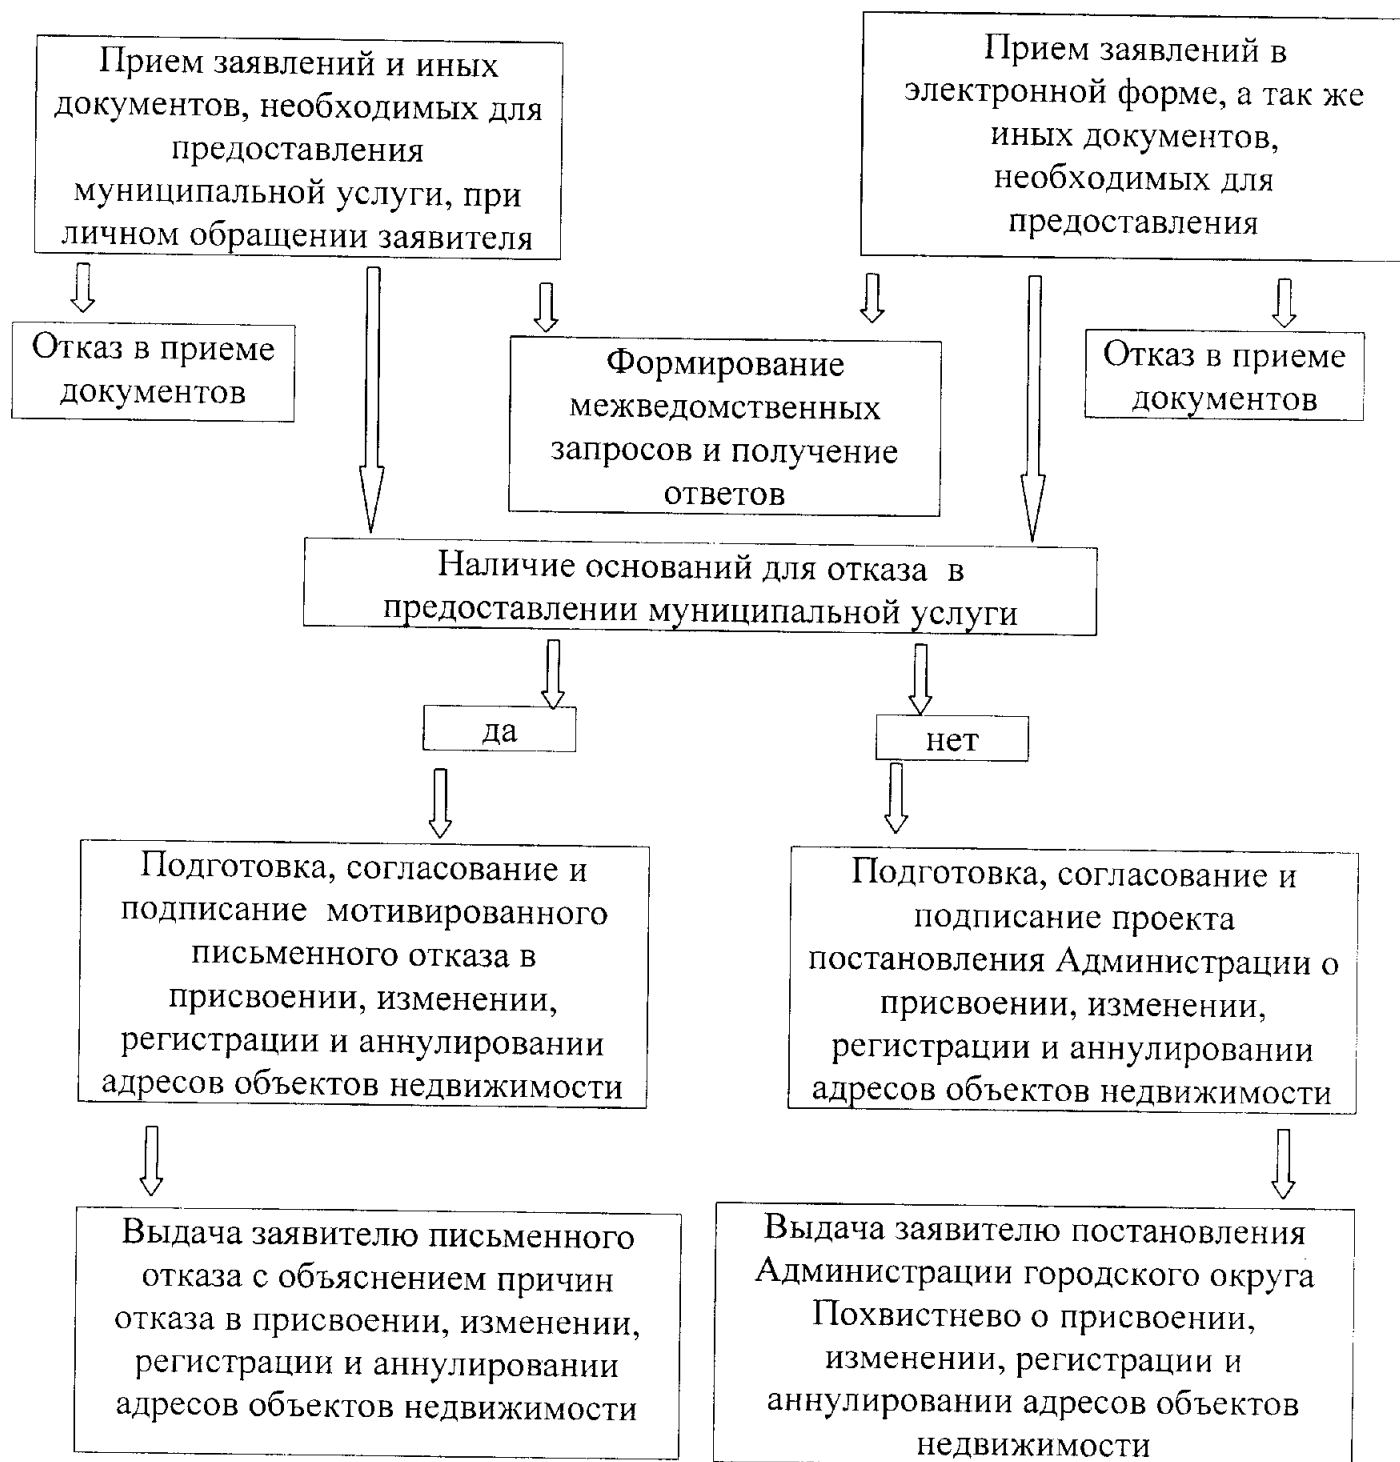 Прием заявлений и иных
документов, необходимых для
предоставления
муниципальной услуги, при
личном обращении заявителя
Прием заявлений в
электронной форме, а так же
иных документов,
необходимых для
предоставления
Отказ в приеме
документов
Формирование
межведомственных
запросов и получение
ответов
Отказ в приеме
документов
Наличие оснований для отказа в
предоставлении муниципальной услуги
да
нет
Подготовка, согласование и
подписание мотивированного
письменного отказа в
присвоении, изменении,
регистрации и аннулировании
адресов объектов недвижимости
Подготовка, согласование и
подписание проекта
постановления Администрации о
присвоении, изменении,
регистрации и аннулировании
адресов объектов недвижимости
Выдача заявителю письменного
отказа с объяснением причин
отказа в присвоении, изменении,
регистрации и аннулировании
адресов объектов недвижимости
Выдача заявителю постановления
Администрации городского округа
Похвистнево о присвоении,
изменении, регистрации и
аннулировании адресов объектов
недвижимости